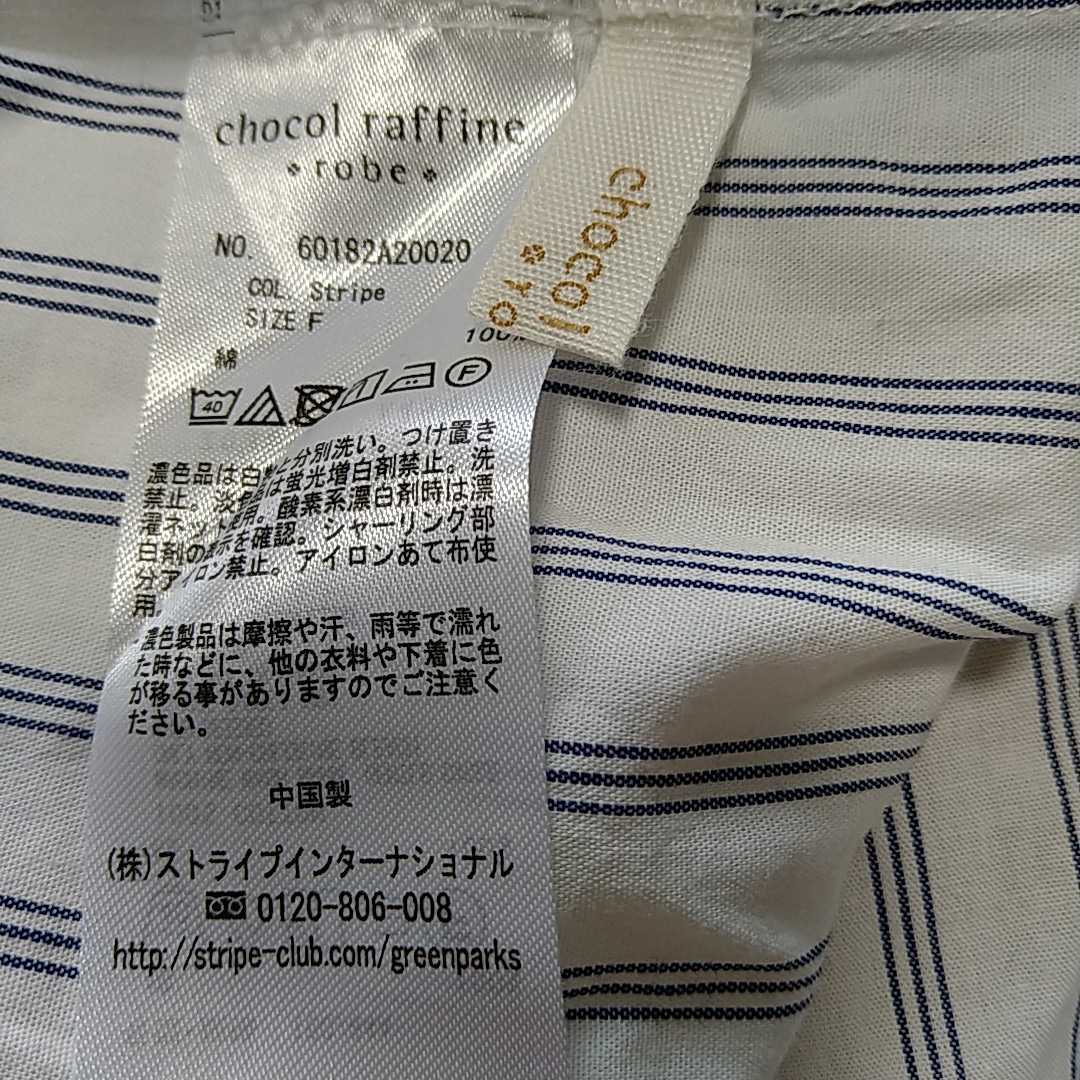 chocol raffine
robe
NO. 60182A20020
COL. Stripe
SIZE F
綿 100%
40
F
濃色品は白物と分別洗い。つけ置き
禁止。淡色品は蛍光増白剤禁止。洗
濯ネット使用。酸素系漂白剤時は漂
白剤の表示を確認。シャーリング部
分アイロン禁止。アイロンあて布使
用。
濃色製品は摩擦や汗、雨等で濡れ
た時などに、他の衣料や下着に色
が移る事がありますのでご注意く
ださい。
中国製
(株)ストライプインターナショナル
0120-806-008
http://stripe-club.com/greenparks
chocol
ro